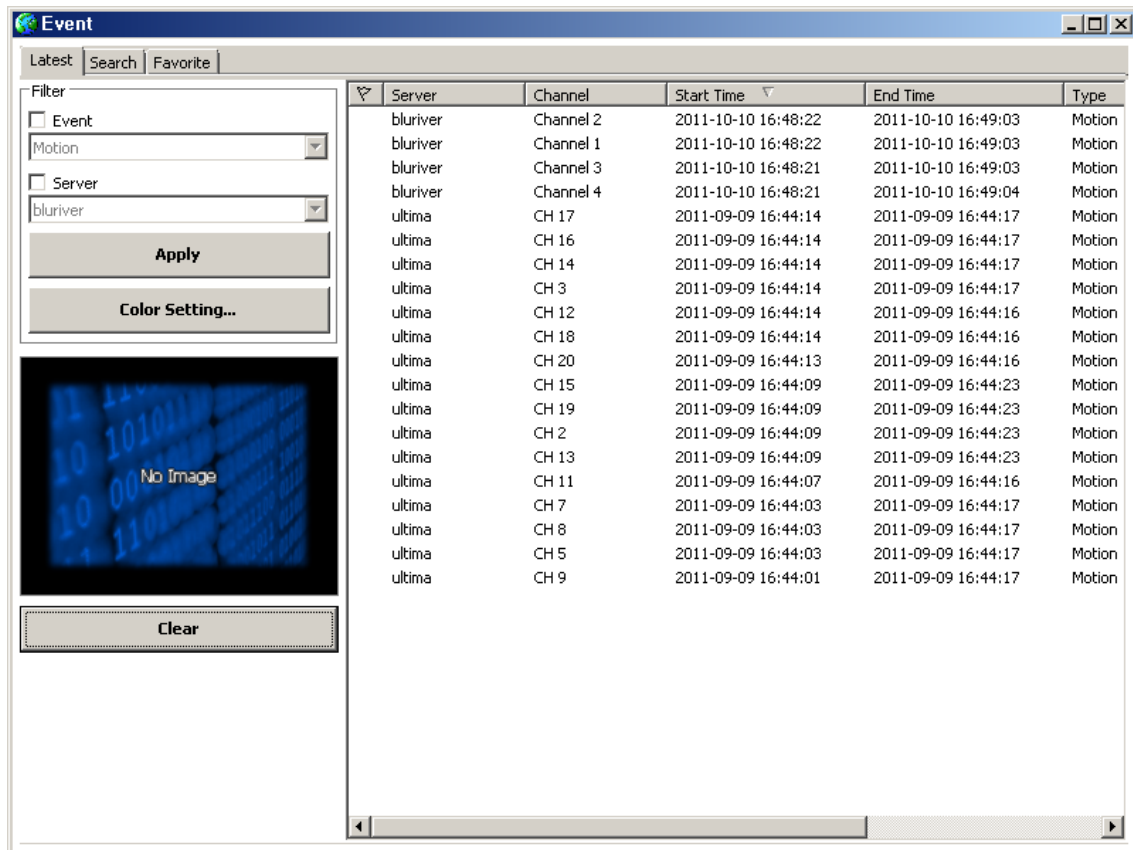 Event
Latest Search Favorite
Filter
Event
Motion
Server
bluriver
Apply
Color Setting...
No Image
Clear
Server Channel Start Time End Time Type
bluriver Channel 2 2011-10-10 16:48:22 2011-10-10 16:49:03 Motion
bluriver Channel 1 2011-10-10 16:48:22 2011-10-10 16:49:03 Motion
bluriver Channel 3 2011-10-10 16:48:21 2011-10-10 16:49:03 Motion
bluriver Channel 4 2011-10-10 16:48:21 2011-10-10 16:49:04 Motion
ultima CH 17 2011-09-09 16:44:14 2011-09-09 16:44:17 Motion
ultima CH 16 2011-09-09 16:44:14 2011-09-09 16:44:17 Motion
ultima CH 14 2011-09-09 16:44:14 2011-09-09 16:44:17 Motion
ultima CH 3 2011-09-09 16:44:14 2011-09-09 16:44:17 Motion
ultima CH 12 2011-09-09 16:44:14 2011-09-09 16:44:16 Motion
ultima CH 18 2011-09-09 16:44:14 2011-09-09 16:44:16 Motion
ultima CH 20 2011-09-09 16:44:13 2011-09-09 16:44:16 Motion
ultima CH 15 2011-09-09 16:44:09 2011-09-09 16:44:23 Motion
ultima CH 19 2011-09-09 16:44:09 2011-09-09 16:44:23 Motion
ultima CH 2 2011-09-09 16:44:09 2011-09-09 16:44:23 Motion
ultima CH 13 2011-09-09 16:44:09 2011-09-09 16:44:23 Motion
ultima CH 11 2011-09-09 16:44:07 2011-09-09 16:44:16 Motion
ultima CH 7 2011-09-09 16:44:03 2011-09-09 16:44:17 Motion
ultima CH 8 2011-09-09 16:44:03 2011-09-09 16:44:17 Motion
ultima CH 5 2011-09-09 16:44:03 2011-09-09 16:44:17 Motion
ultima CH 9 2011-09-09 16:44:01 2011-09-09 16:44:17 Motion